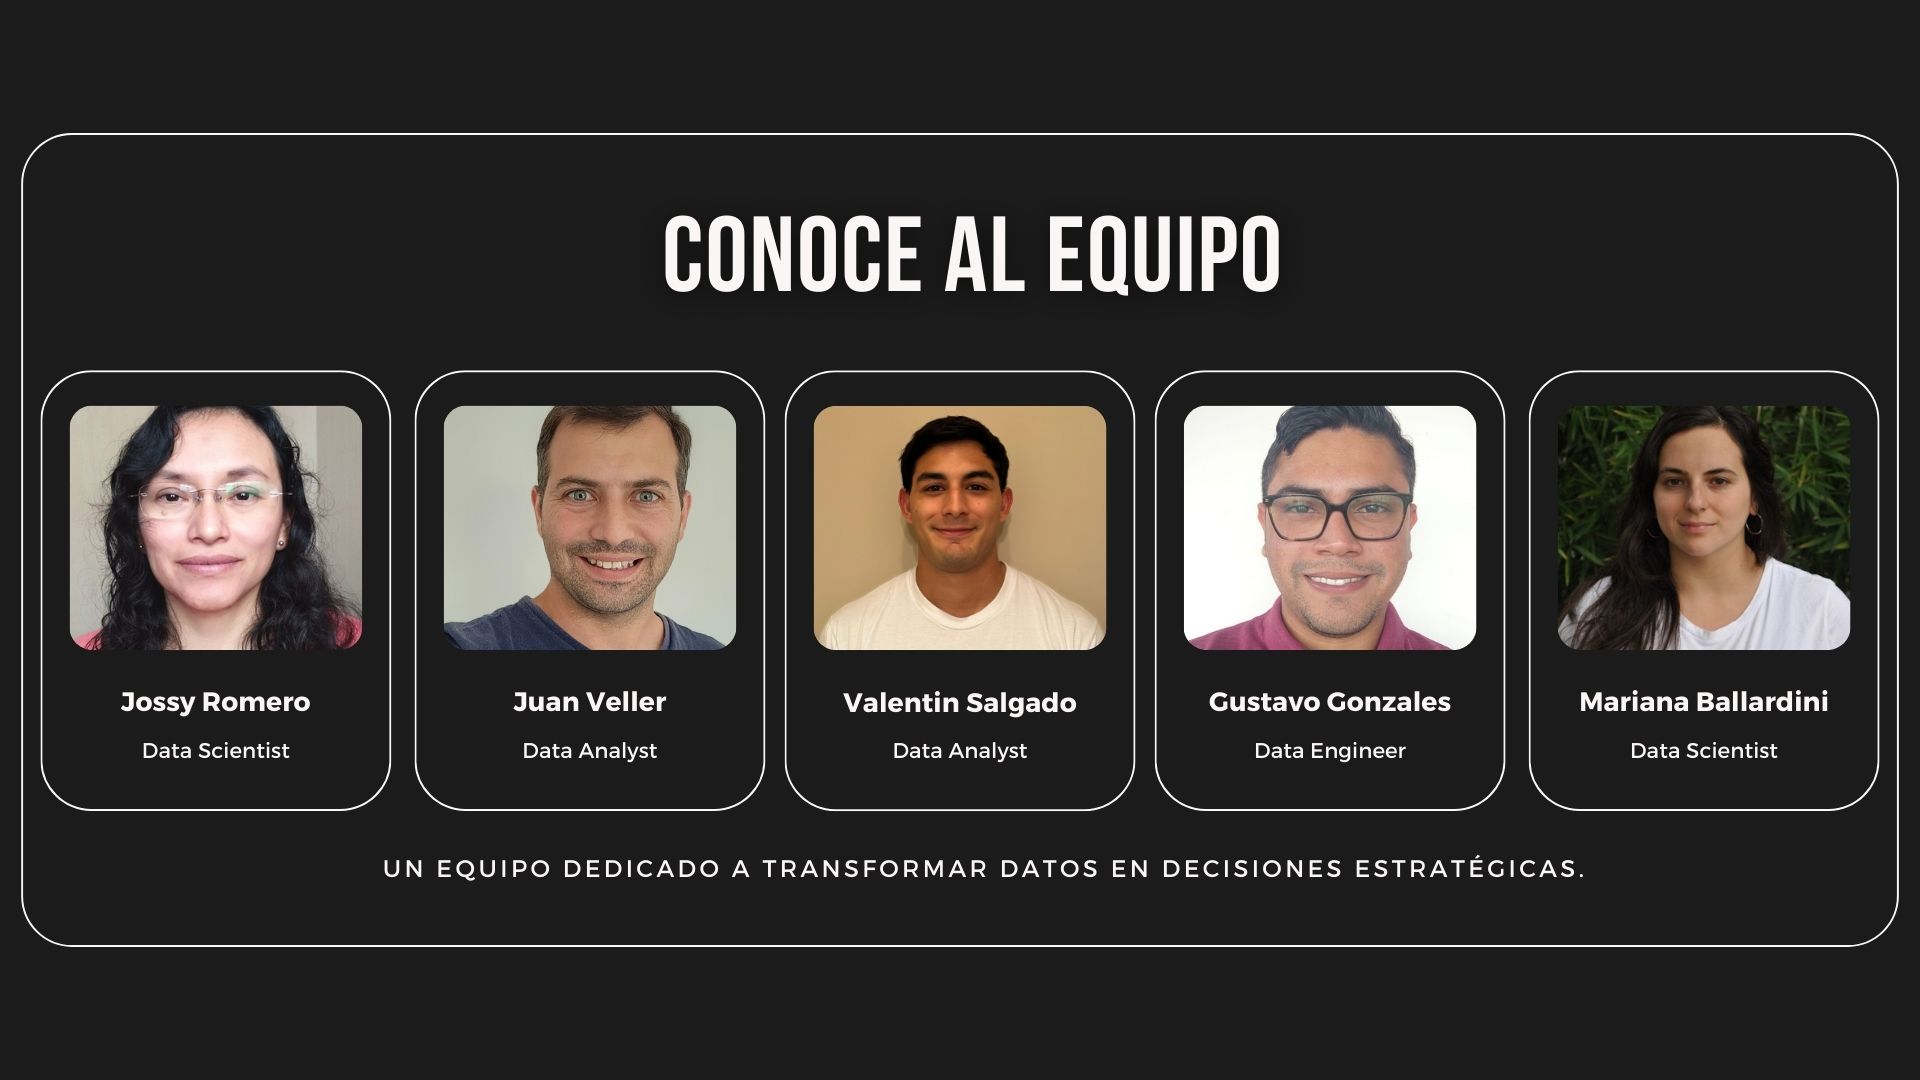 CONOCE AL EQUIPO
Jossy Romero
Data Scientist
Juan Veller
Data Analyst
Valentin Salgado
Data Analyst
Gustavo Gonzales
Data Engineer
Mariana Ballardini
Data Scientist
UN EQUIPO DEDICADO A TRANSFORMAR DATOS EN DECISIONES ESTRATÉGICAS.